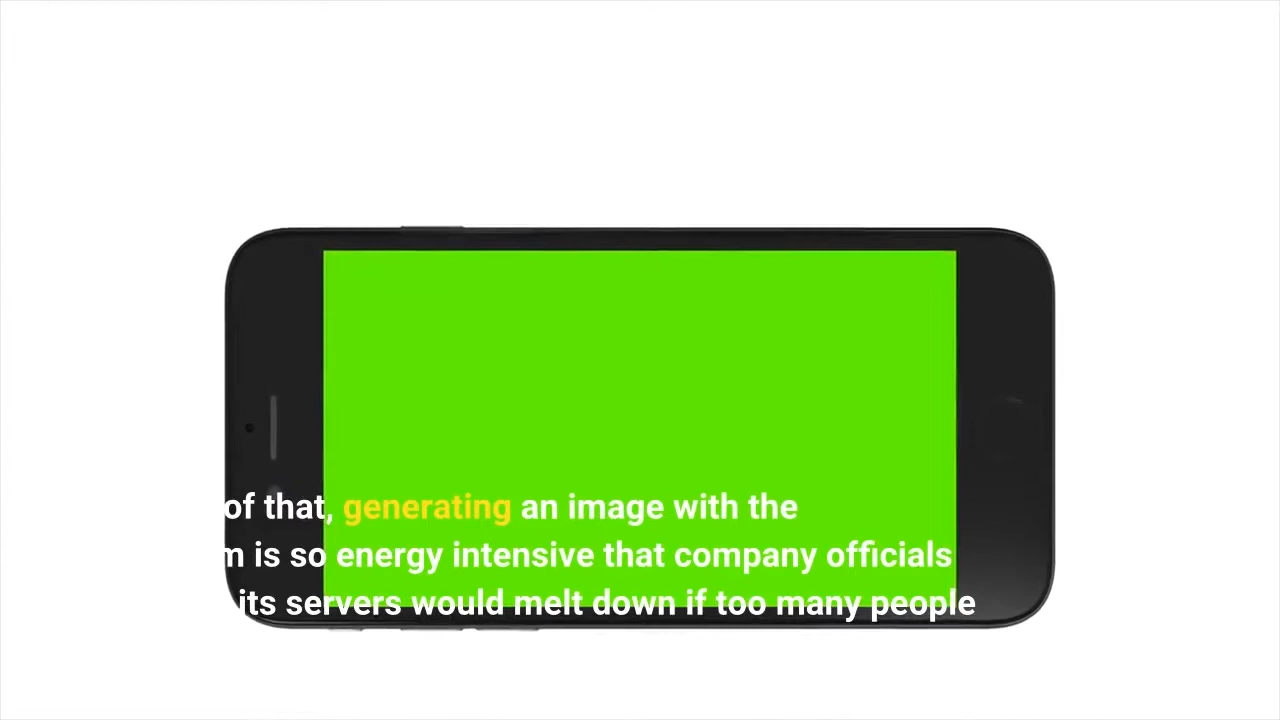 of that, generating an image with the
is so energy intensive that company officials
its servers would melt down if too many people